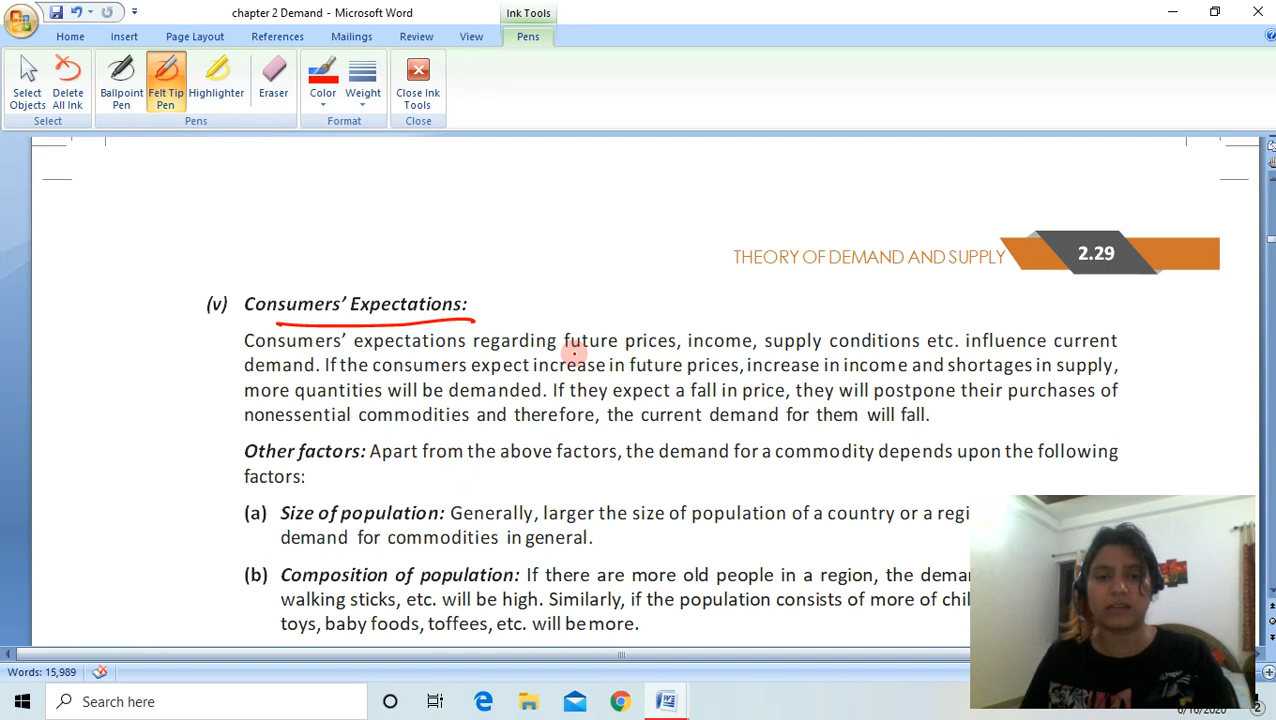 chapter 2 Demand - Microsoft Word
Ink Tools
Home Insert Page Layout References Mailings Review View Pens
Select Objects
Delete All Ink
Ballpoint Pen
Felt Tip Pen
Highlighter
Eraser
Color
Weight
Close Ink Tools
Select Pens Format Close
THEORY OF DEMAND AND SUPPLY 2.29
(v) Consumers’ Expectations:
Consumers’ expectations regarding future prices, income, supply conditions etc. influence current
demand. If the consumers expect increase in future prices, increase in income and shortages in supply,
more quantities will be demanded. If they expect a fall in price, they will postpone their purchases of
nonessential commodities and therefore, the current demand for them will fall.
Other factors: Apart from the above factors, the demand for a commodity depends upon the following
factors:
(a) Size of population: Generally, larger the size of population of a country or a regi
demand for commodities in general.
(b) Composition of population: If there are more old people in a region, the dema
walking sticks, etc. will be high. Similarly, if the population consists of more of chil
toys, baby foods, toffees, etc. will be more.
Words: 15,989
Search here
2